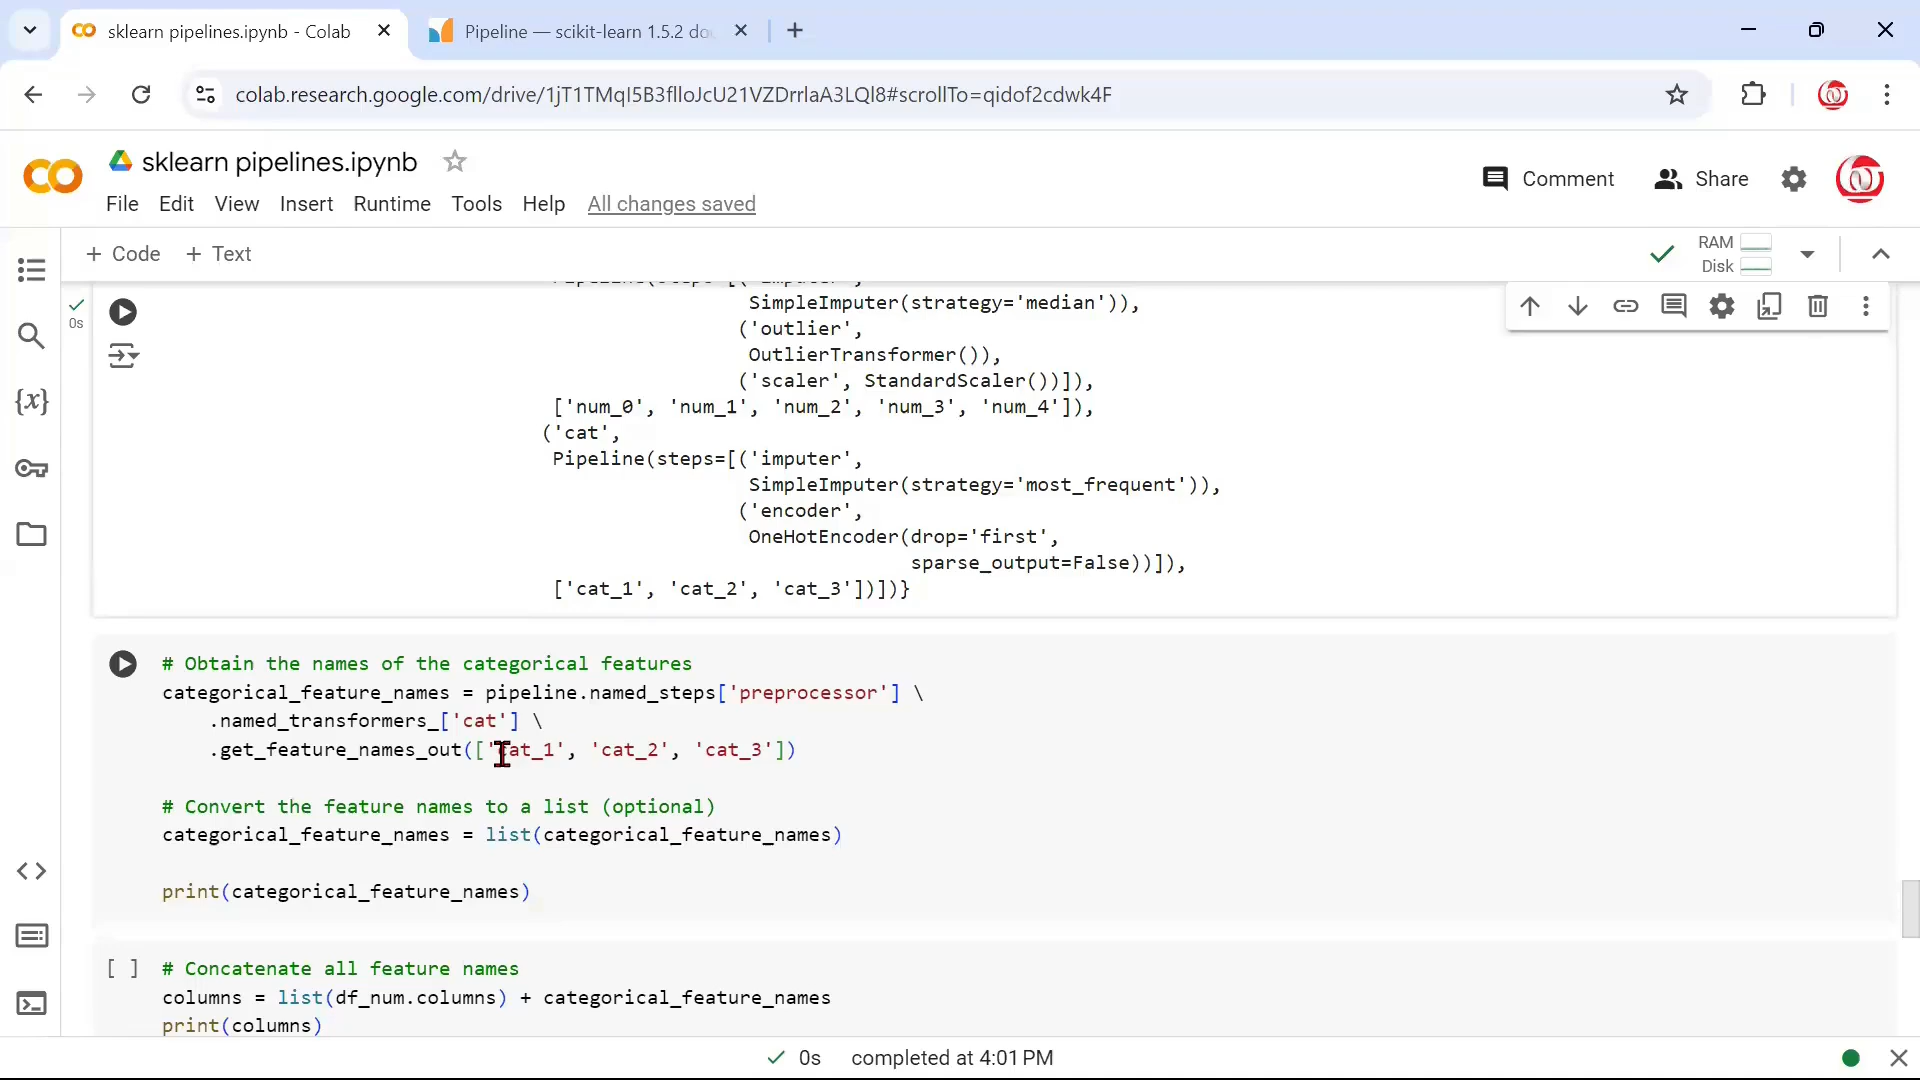 sklearn pipelines.ipynb - Colab
Pipeline — scikit-learn 1.5.2 do
colab.research.google.com/drive/1jT1TMqI5B3flloJcU21VZDrrlaA3LQl8#scrollTo=qidof2cdwk4F
sklearn pipelines.ipynb
File Edit View Insert Runtime Tools Help All changes saved
Comment
Share
+ Code + Text
RAM
Disk
0s
SimpleImputer(strategy='median')),
('outlier',
OutlierTransformer()),
('scaler', StandardScaler())]),
['num_0', 'num_1', 'num_2', 'num_3', 'num_4']),
('cat',
Pipeline(steps=[('imputer',
SimpleImputer(strategy='most_frequent')),
('encoder',
OneHotEncoder(drop='first',
sparse_output=False))]),
['cat_1', 'cat_2', 'cat_3'])])}
# Obtain the names of the categorical features
categorical_feature_names = pipeline.named_steps['preprocessor'] \
.named_transformers_['cat'] \
.get_feature_names_out(['cat_1', 'cat_2', 'cat_3'])
# Convert the feature names to a list (optional)
categorical_feature_names = list(categorical_feature_names)
print(categorical_feature_names)
[ ] # Concatenate all feature names
columns = list(df_num.columns) + categorical_feature_names
print(columns)
0s completed at 4:01 PM